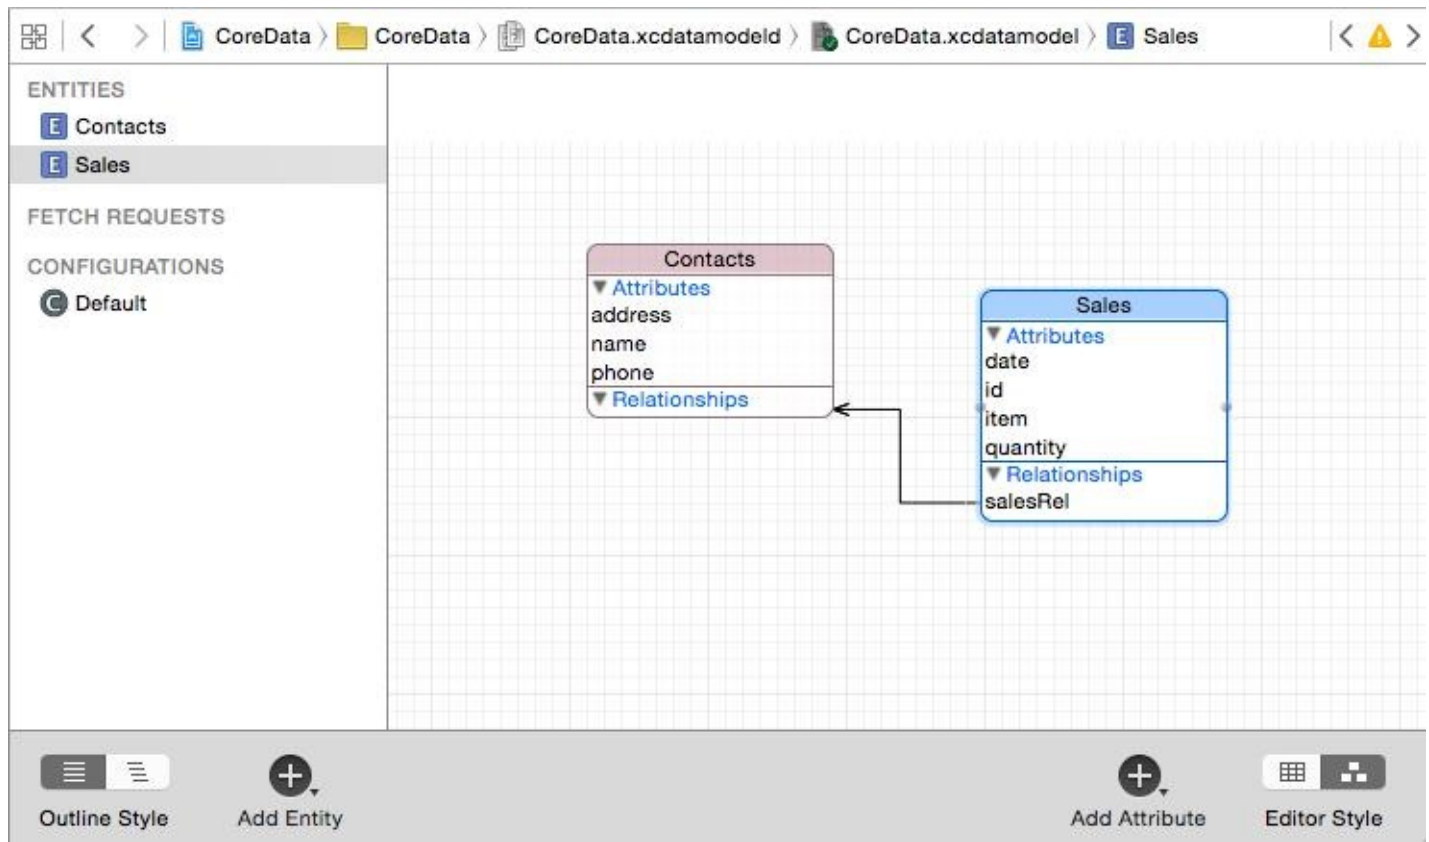 CoreData CoreData CoreData.xcdatamodeld CoreData.xcdatamodel E Sales
ENTITIES
E Contacts
E Sales
FETCH REQUESTS
CONFIGURATIONS
C Default
Contacts
Attributes
address
name
phone
Relationships
Sales
Attributes
date
id
item
quantity
Relationships
salesRel
Outline Style
Add Entity
Add Attribute
Editor Style